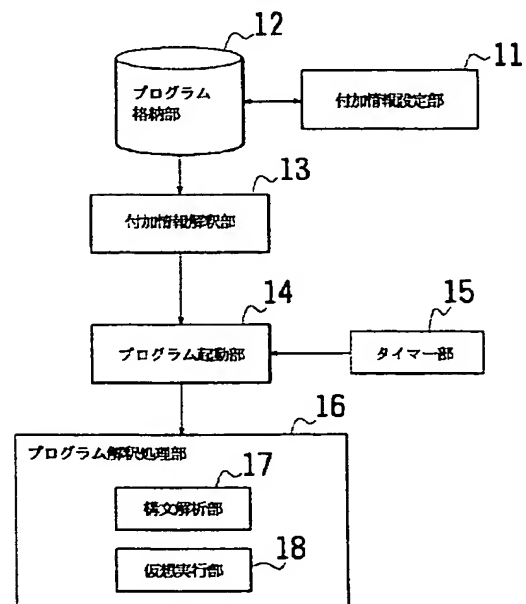 12
11
プログラム
格納部
付加情報設定部
13
付加情報解釈部
14
15
プログラム起動部
タイマー部
16
プログラム解釈処理部
17
構文解析部
18
仮想実行部